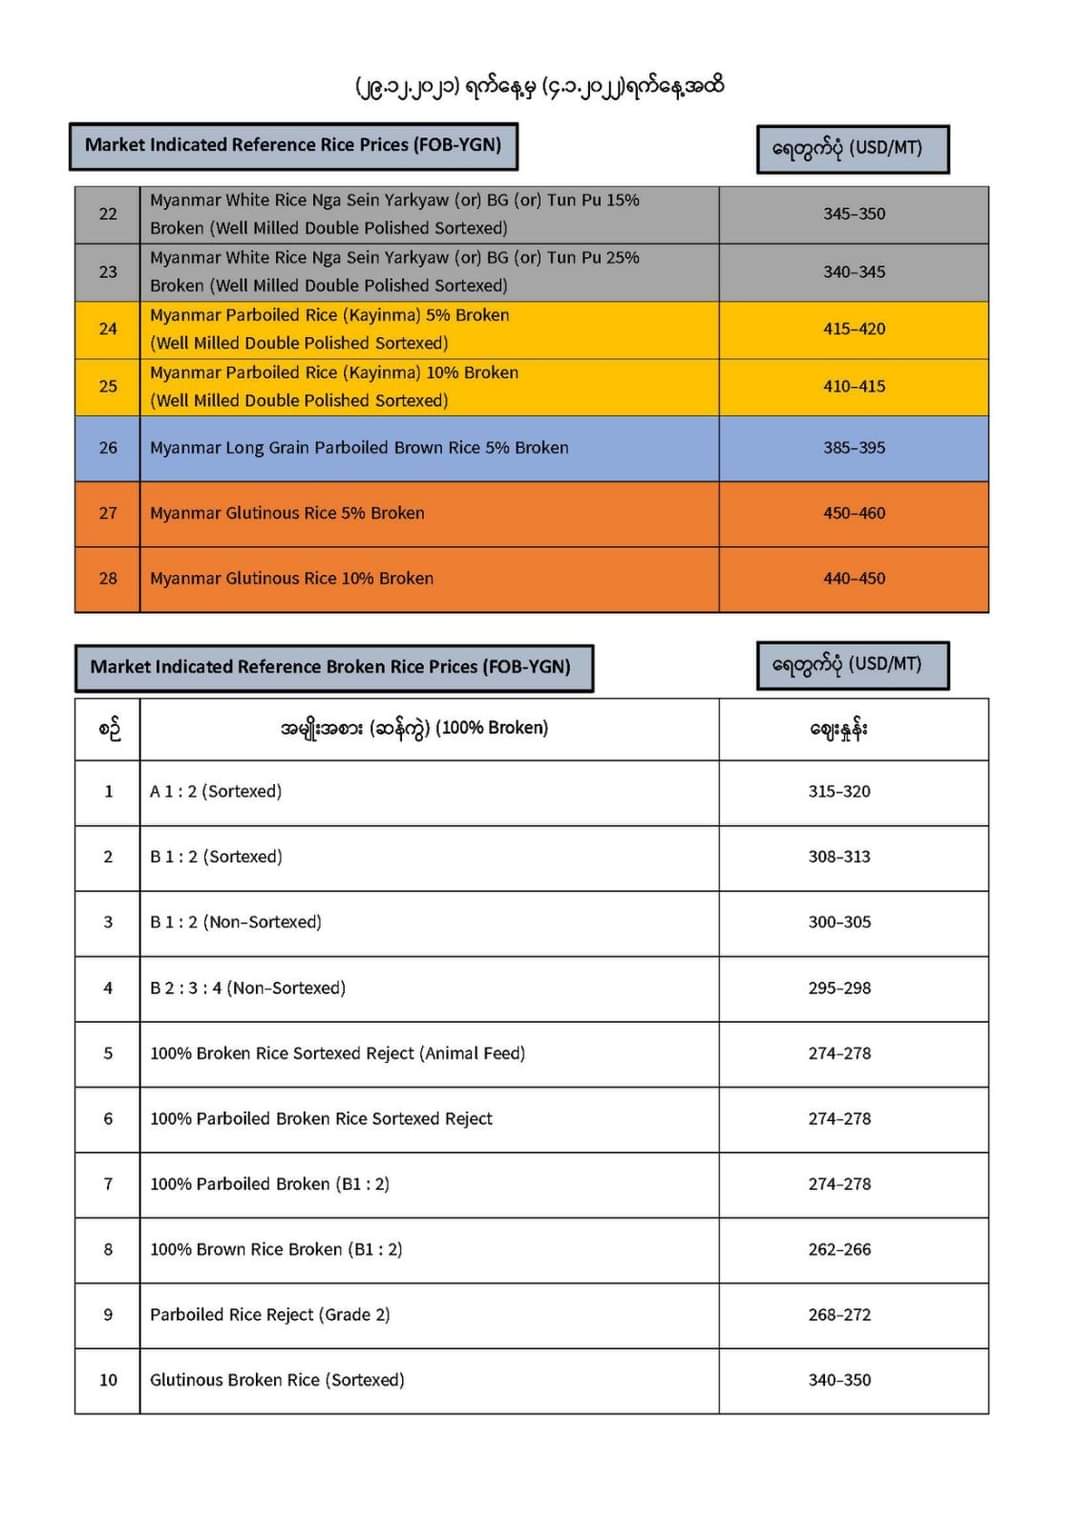 (၂၉.၁၂.၂၀၂၁) ရက်နေ့မှ (၄.၁.၂၀၂၂)ရက်နေ့အထိ
Market Indicated Reference Rice Prices (FOB-YGN)
ရေတွက်ပုံ (USD/MT)
22 Myanmar White Rice Nga Sein Yarkyaw (or) BG (or) Tun Pu 15%
Broken (Well Milled Double Polished Sortexed) 345-350
23 Myanmar White Rice Nga Sein Yarkyaw (or) BG (or) Tun Pu 25%
Broken (Well Milled Double Polished Sortexed) 340-345
24 Myanmar Parboiled Rice (Kayinma) 5% Broken
(Well Milled Double Polished Sortexed) 415-420
25 Myanmar Parboiled Rice (Kayinma) 10% Broken
(Well Milled Double Polished Sortexed) 410-415
26 Myanmar Long Grain Parboiled Brown Rice 5% Broken 385-395
27 Myanmar Glutinous Rice 5% Broken 450-460
28 Myanmar Glutinous Rice 10% Broken 440-450
Market Indicated Reference Broken Rice Prices (FOB-YGN)
ရေတွက်ပုံ (USD/MT)
စဉ် အမျိုးအစား (ဆန်ကွဲ) (100% Broken) ဈေးနှုန်း
1 A 1 : 2 (Sortexed) 315-320
2 B 1 : 2 (Sortexed) 308-313
3 B 1 : 2 (Non-Sortexed) 300-305
4 B 2 : 3 : 4 (Non-Sortexed) 295-298
5 100% Broken Rice Sortexed Reject (Animal Feed) 274-278
6 100% Parboiled Broken Rice Sortexed Reject 274-278
7 100% Parboiled Broken (B1 : 2) 274-278
8 100% Brown Rice Broken (B1 : 2) 262-266
9 Parboiled Rice Reject (Grade 2) 268-272
10 Glutinous Broken Rice (Sortexed) 340-350